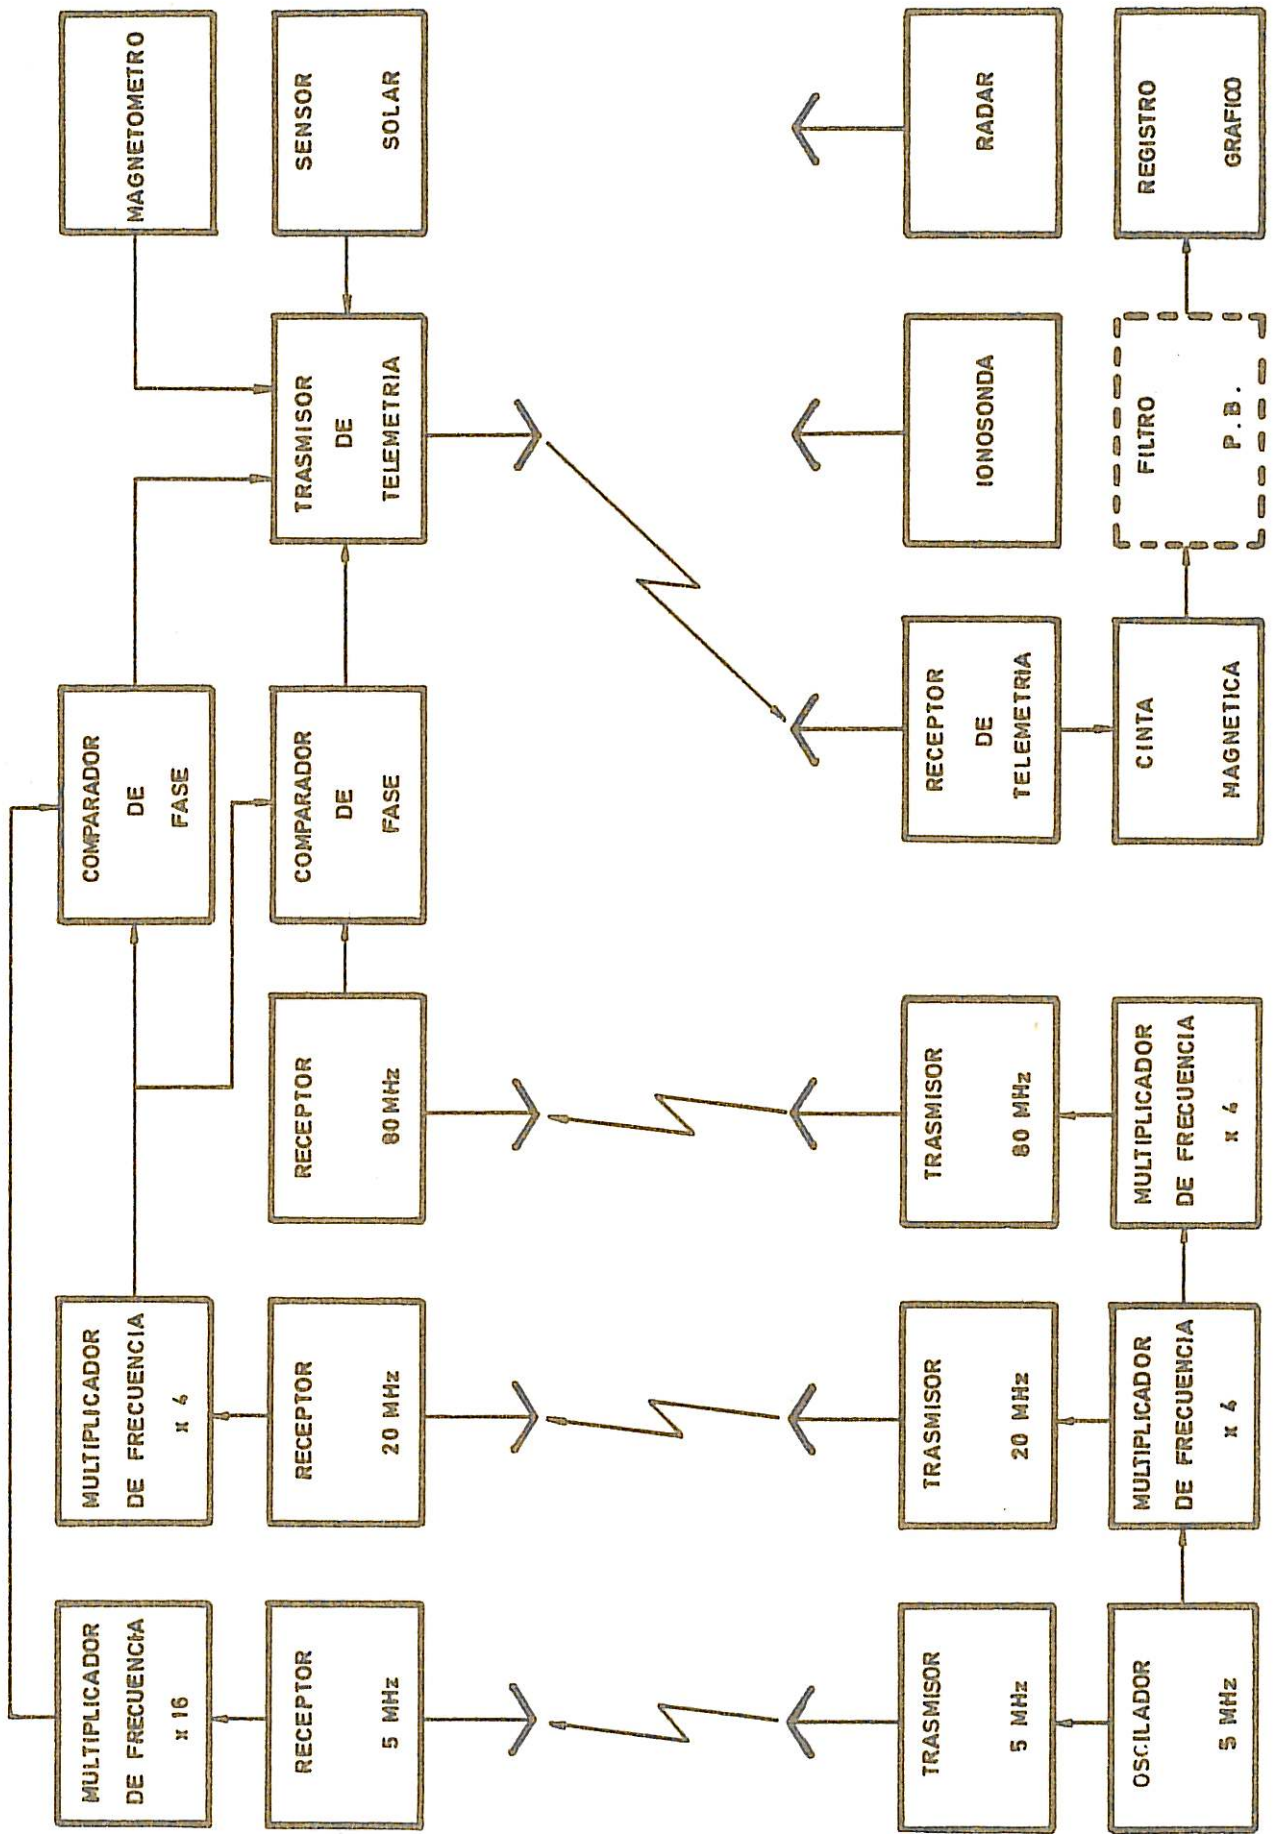 MULTIPLICADOR
DE FRECUENCIA
x 16
MULTIPLICADOR
DE FRECUENCIA
x 4
COMPARADOR
DE
FASE
MAGNETOMETRO
RECEPTOR
5 MHz
RECEPTOR
20 MHz
RECEPTOR
80 MHz
COMPARADOR
DE
FASE
TRASMISOR
DE
TELEMETRIA
SENSOR
SOLAR
TRASMISOR
5 MHz
TRASMISOR
20 MHz
TRASMISOR
80 MHz
RECEPTOR
DE
TELEMETRIA
IONOSONDA
RADAR
OSCILADOR
5 MHz
MULTIPLICADOR
DE FRECUENCIA
x 4
MULTIPLICADOR
DE FRECUENCIA
x 4
CINTA
MAGNETICA
FILTRO
P.B.
REGISTRO
GRAFICO